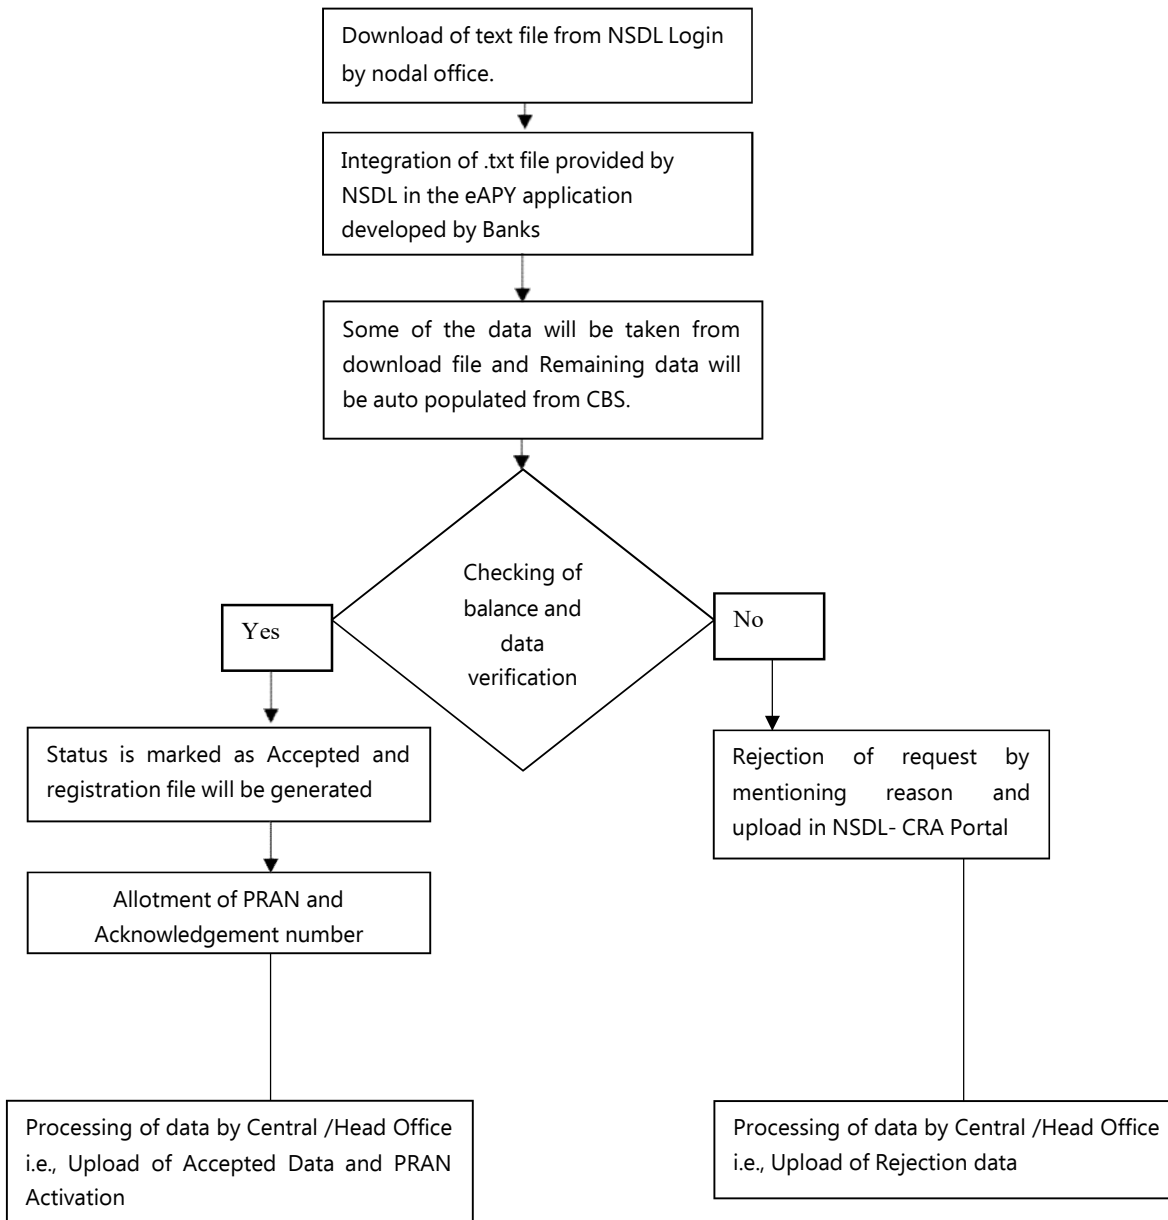 Download of text file from NSDL Login
by nodal office.
Integration of .txt file provided by
NSDL in the eAPY application
developed by Banks
Some of the data will be taken from
download file and Remaining data will
be auto populated from CBS.
Checking of
balance and
data
verification
Yes
No
Status is marked as Accepted and
registration file will be generated
Rejection of request by
mentioning reason and
upload in NSDL- CRA Portal
Allotment of PRAN and
Acknowledgement number
Processing of data by Central /Head Office
i.e., Upload of Accepted Data and PRAN
Activation
Processing of data by Central /Head Office
i.e., Upload of Rejection data